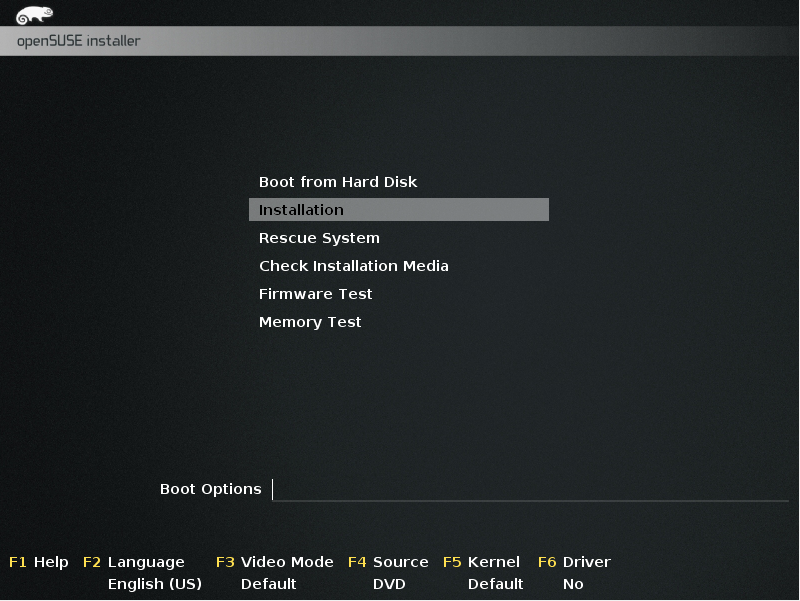 openSUSE installer
Boot from Hard Disk
Installation
Rescue System
Check Installation Media
Firmware Test
Memory Test
Boot Options
F1 Help F2 Language F3 Video Mode F4 Source F5 Kernel F6 Driver
English (US) Default DVD Default No